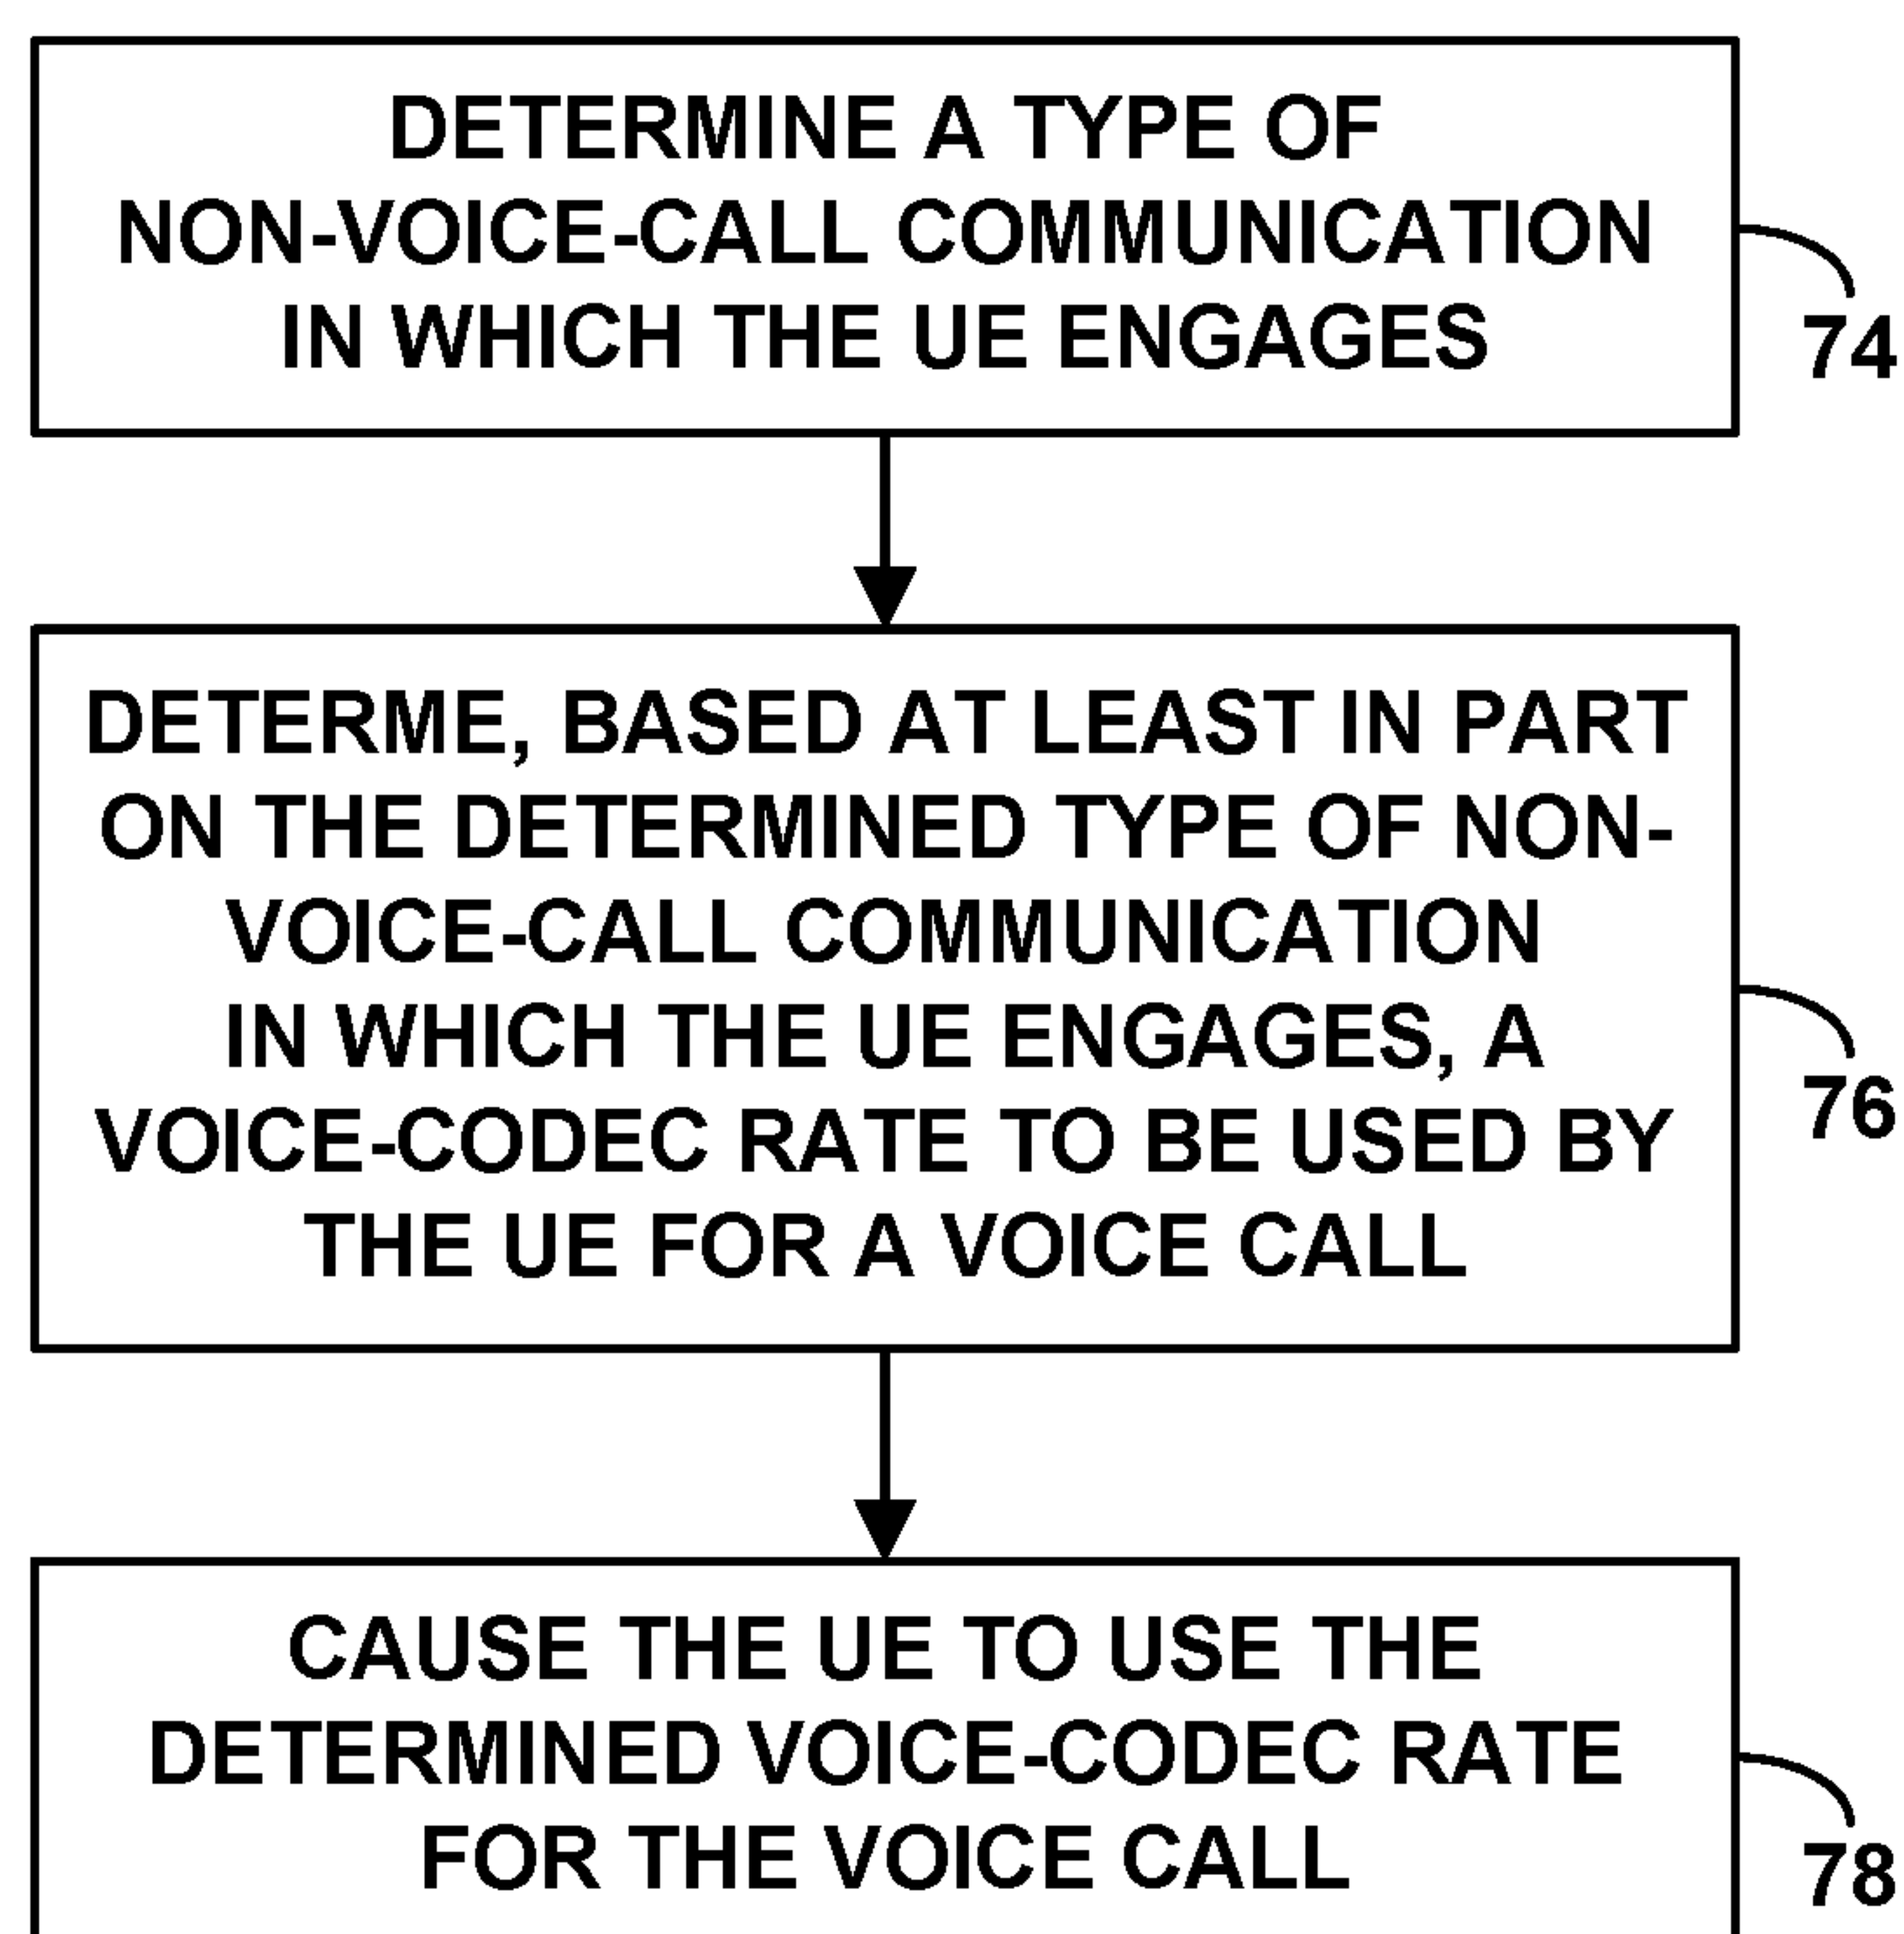 DETERMINE A TYPE OF
NON-VOICE-CALL COMMUNICATION
IN WHICH THE UE ENGAGES
74
DETERME, BASED AT LEAST IN PART
ON THE DETERMINED TYPE OF NON-
VOICE-CALL COMMUNICATION
IN WHICH THE UE ENGAGES, A
VOICE-CODEC RATE TO BE USED BY
THE UE FOR A VOICE CALL
76
CAUSE THE UE TO USE THE
DETERMINED VOICE-CODEC RATE
FOR THE VOICE CALL
78